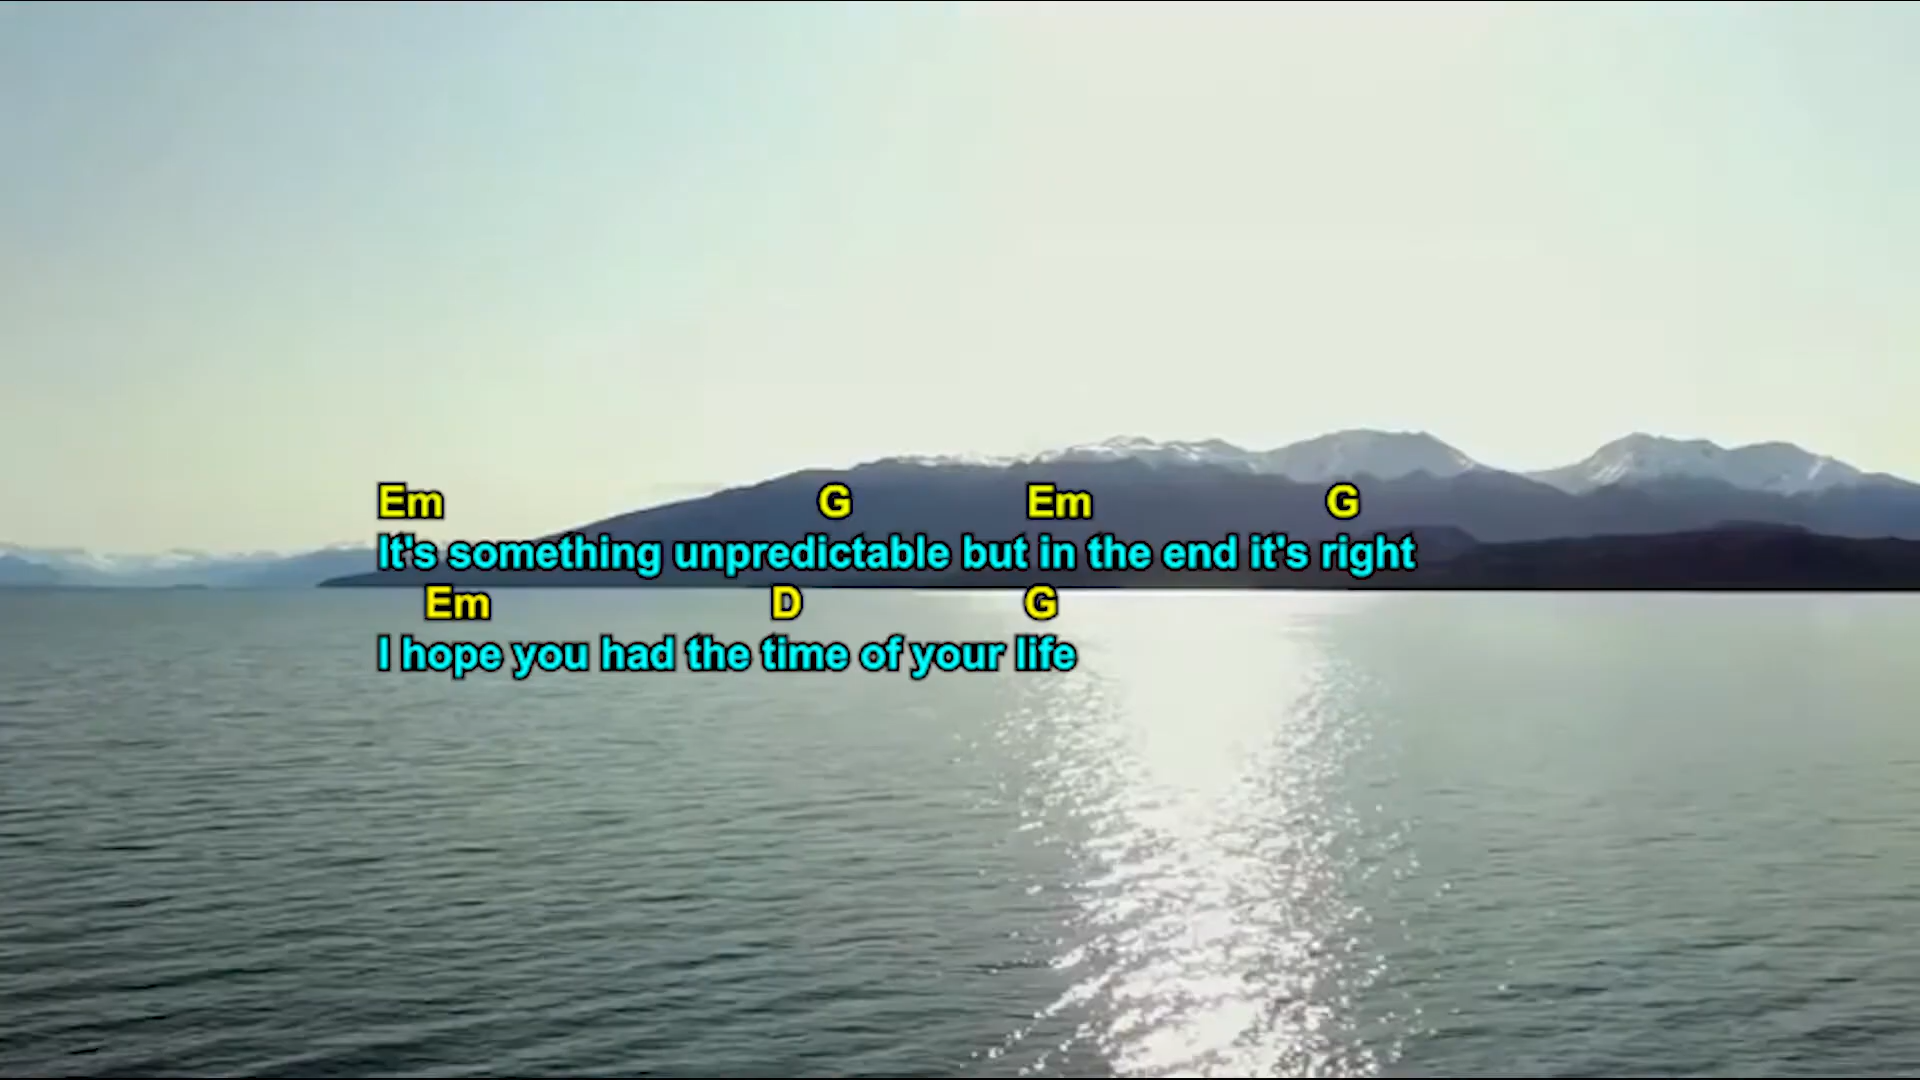 Em G Em G
It's something unpredictable but in the end it's right
Em D G
I hope you had the time of your life